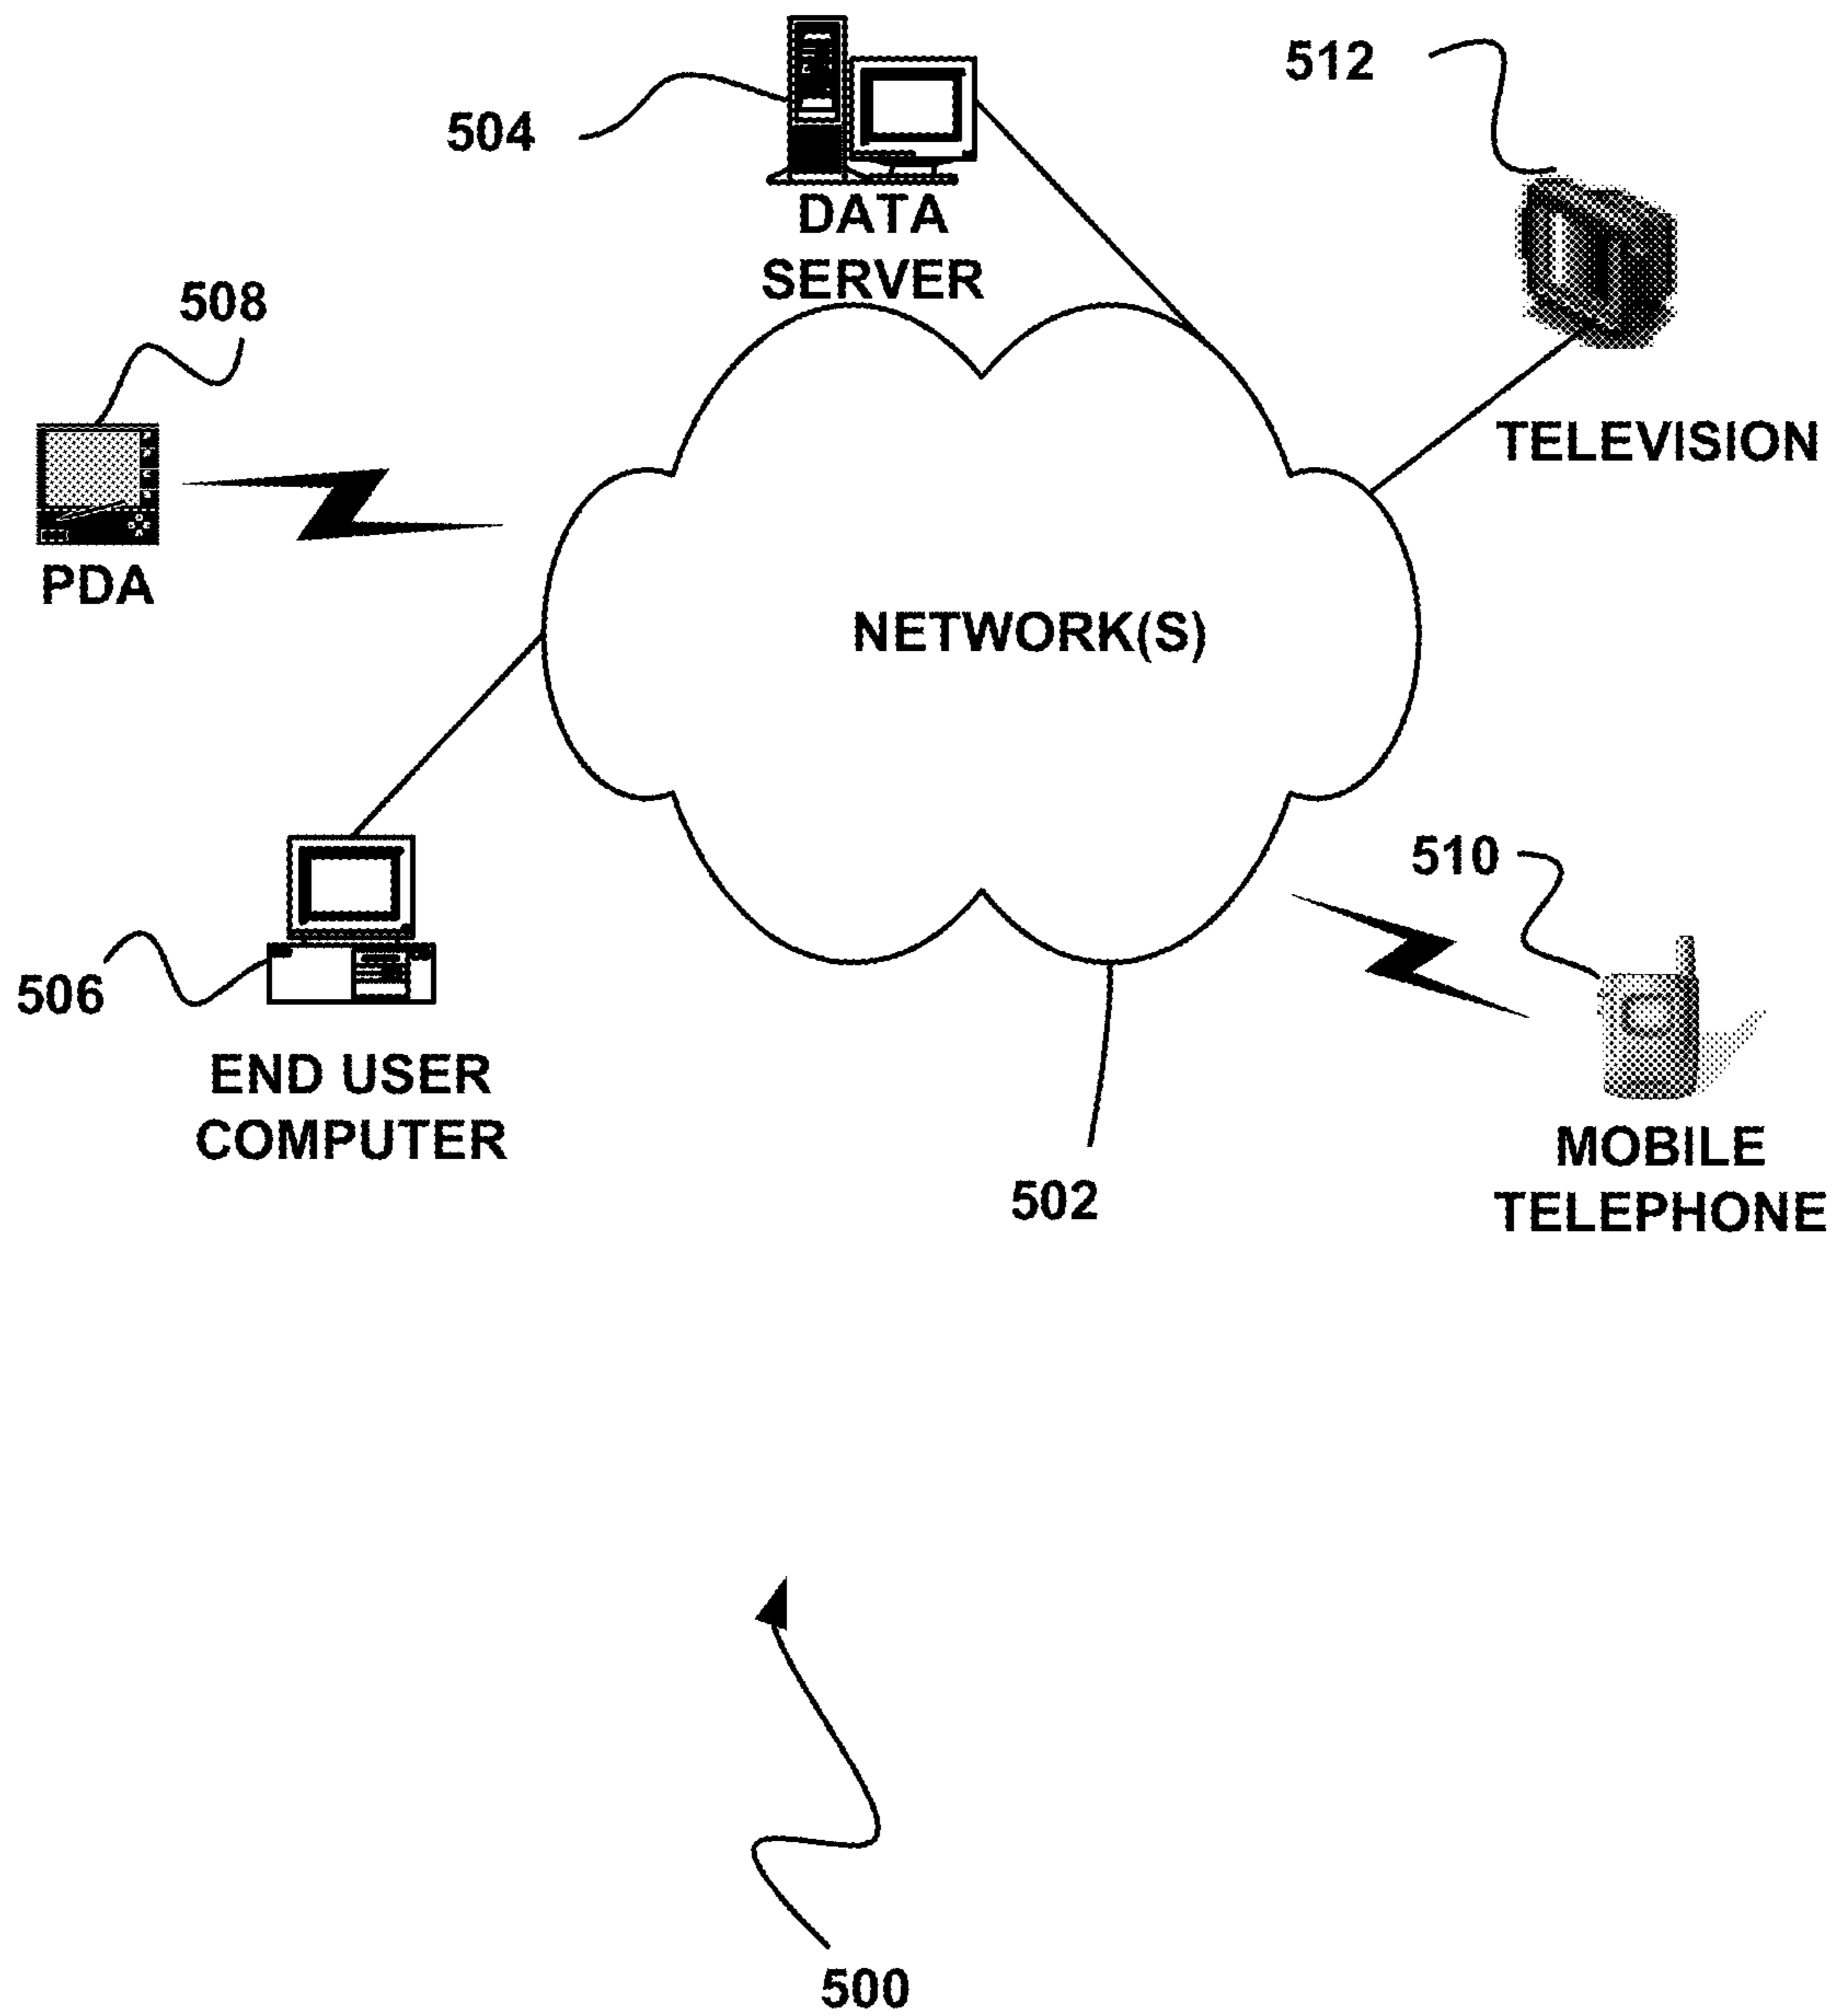 512
504
DATA
SERVER
508
TELEVISION
PDA
NETWORK(S)
510
506
END USER
COMPUTER
MOBILE
TELEPHONE
502
500